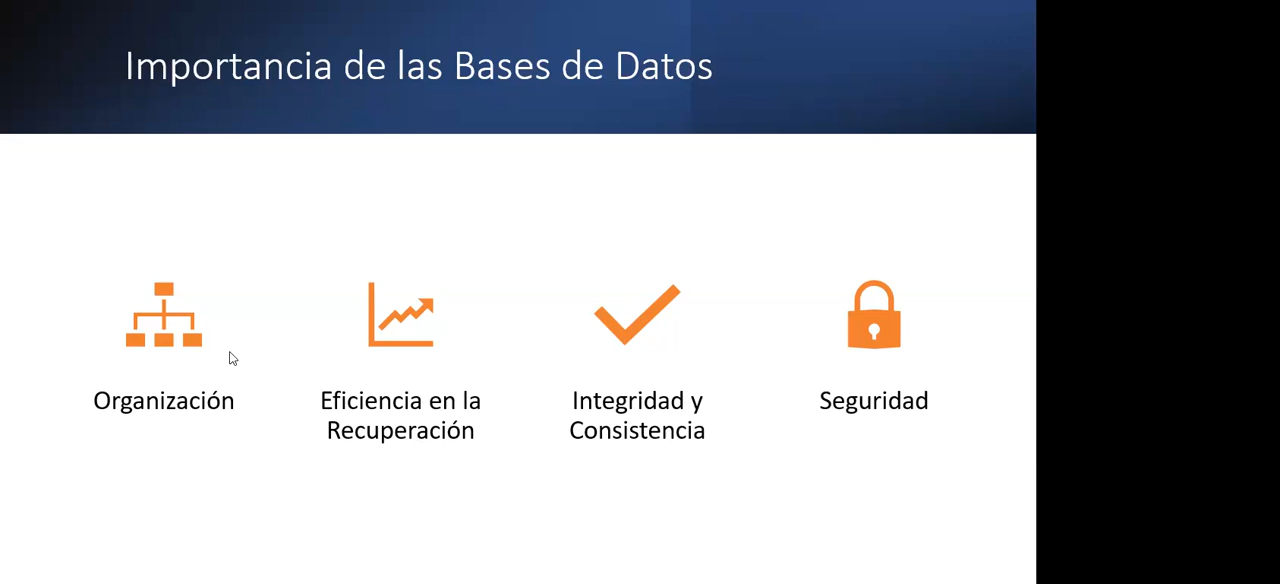 Importancia de las Bases de Datos
Organización
Eficiencia en la
Recuperación
Integridad y
Consistencia
Seguridad